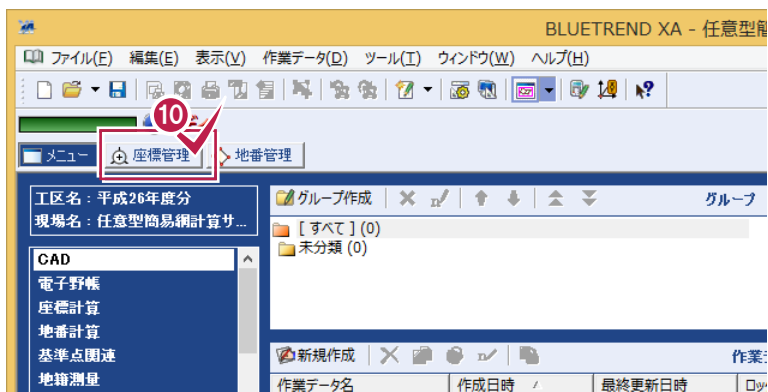 BLUETREND XA - 任意型簡
ファイル(F) 編集(E) 表示(V) 作業データ(D) ツール(T) ウィンドウ(W) ヘルプ(H)
10
メニュー 座標管理 地番管理
工区名：平成26年度分
現場名：任意型簡易網計算サ...
グループ作成 グループ
[ すべて ] (0)
未分類 (0)
CAD
電子野帳
座標計算
地番計算
基準点関連
地籍測量
新規作成 作業
作業データ名 作成日時 最終更新日時 ロッ